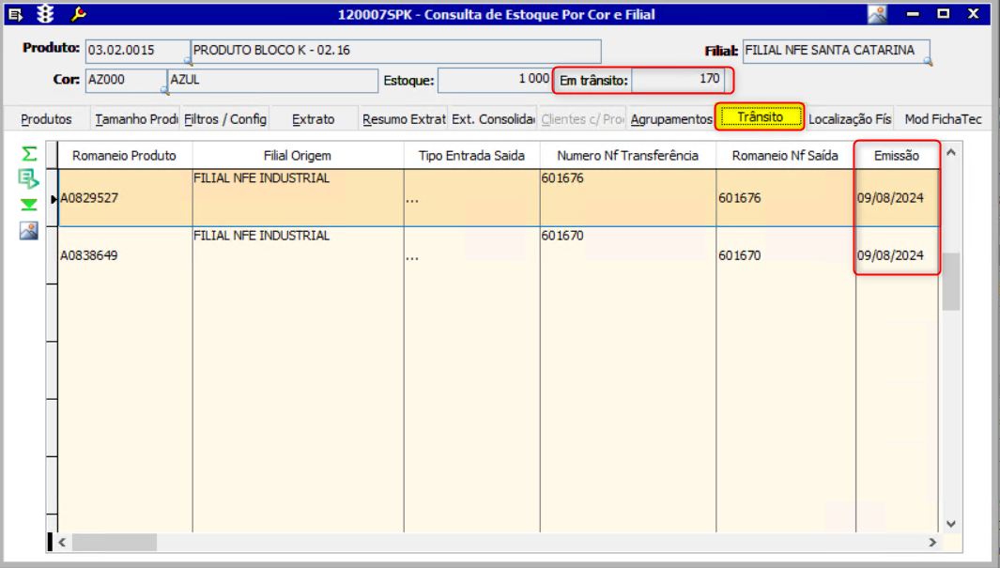 120007SPK - Consulta de Estoque Por Cor e Filial
Produto: 03.02.0015 PRODUTO BLOCO K - 02.16 Filial: FILIAL NFE SANTA CATARINA
Cor: AZ000 AZUL Estoque: 1 000 Em trânsito: 170
Produtos Tamanho Prod Filtros / Config Extrato Resumo Extrat Ext. Consolida Clientes c/ Pro Agrupamentos Trânsito Localização Fís Mod FichaTec
Romaneio Produto Filial Origem Tipo Entrada Saida Numero Nf Transferência Romaneio Nf Saída Emissão
FILIAL NFE INDUSTRIAL 601676
A0829527 ... 601676 09/08/2024
FILIAL NFE INDUSTRIAL 601670
A0838649 ... 601670 09/08/2024